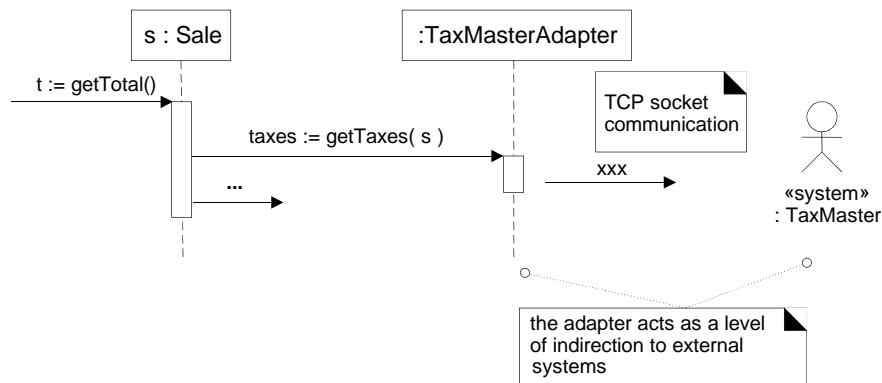 s : Sale
:TaxMasterAdapter
t := getTotal()
TCP socket
communication
taxes := getTaxes( s )
xxx
...
«system»
: TaxMaster
the adapter acts as a level
of indirection to external
systems